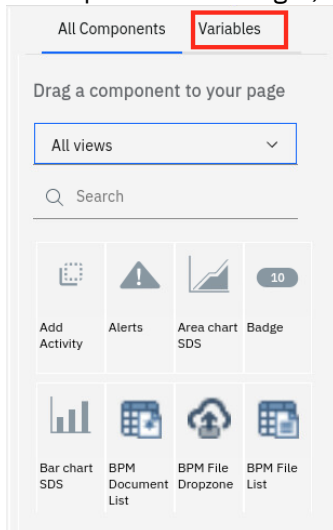 All Components Variables
Drag a component to your page
All views
Search
10
Add Activity
Alerts
Area chart SDS
Badge
Bar chart SDS
BPM Document List
BPM File Dropzone
BPM File List